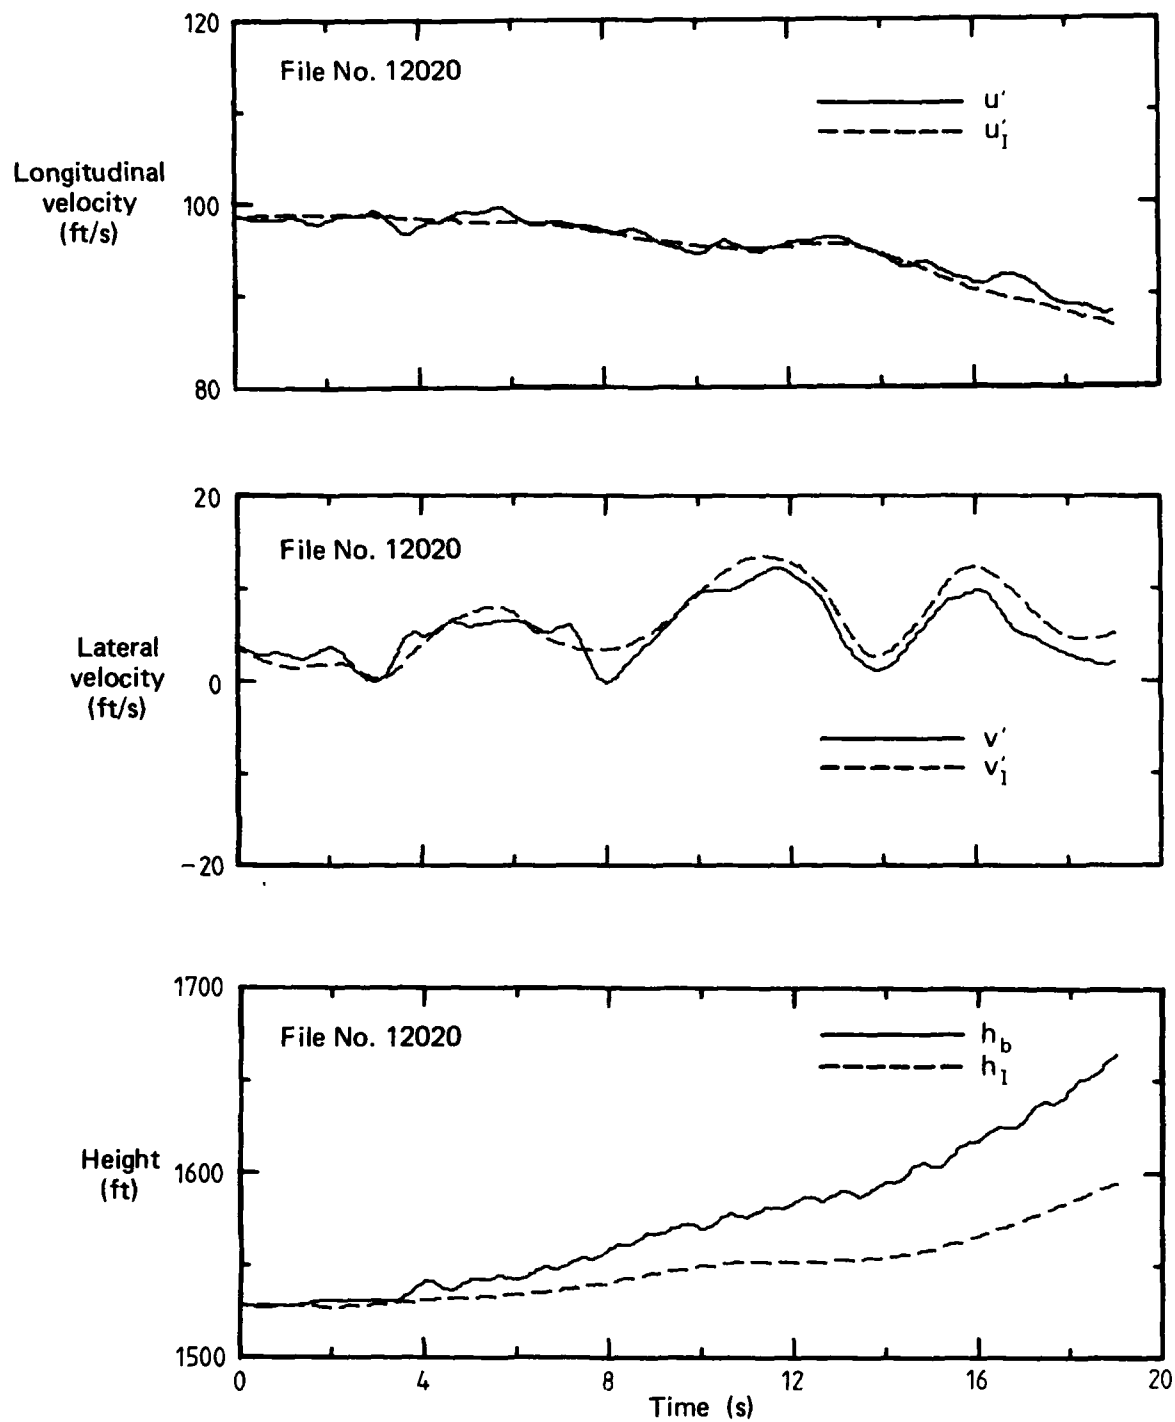 120
File No. 12020
u'
u'I
Longitudinal
velocity
(ft/s)
100
80
20
File No. 12020
Lateral
velocity
(ft/s)
0
v'
v'I
−20
1700
File No. 12020
hb
hI
Height
(ft)
1600
1500
0 4 8 12 16 20
Time (s)